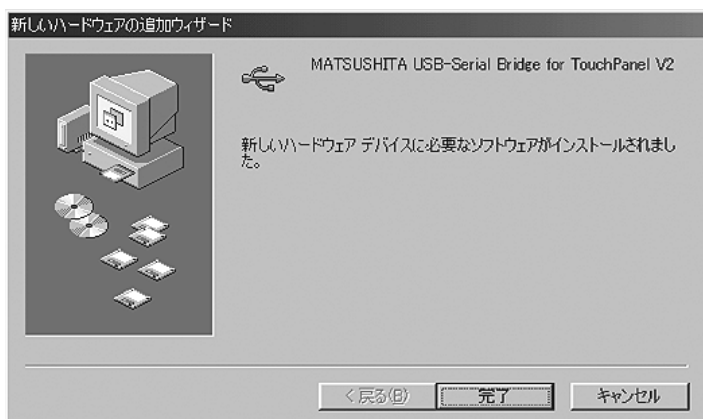 新しいハードウェアの追加ウィザード
MATSUSHITA USB-Serial Bridge for TouchPanel V2
新しいハードウェア デバイスに必要なソフトウェアがインストールされまし
た。
< 戻る(B)
完了
キャンセル